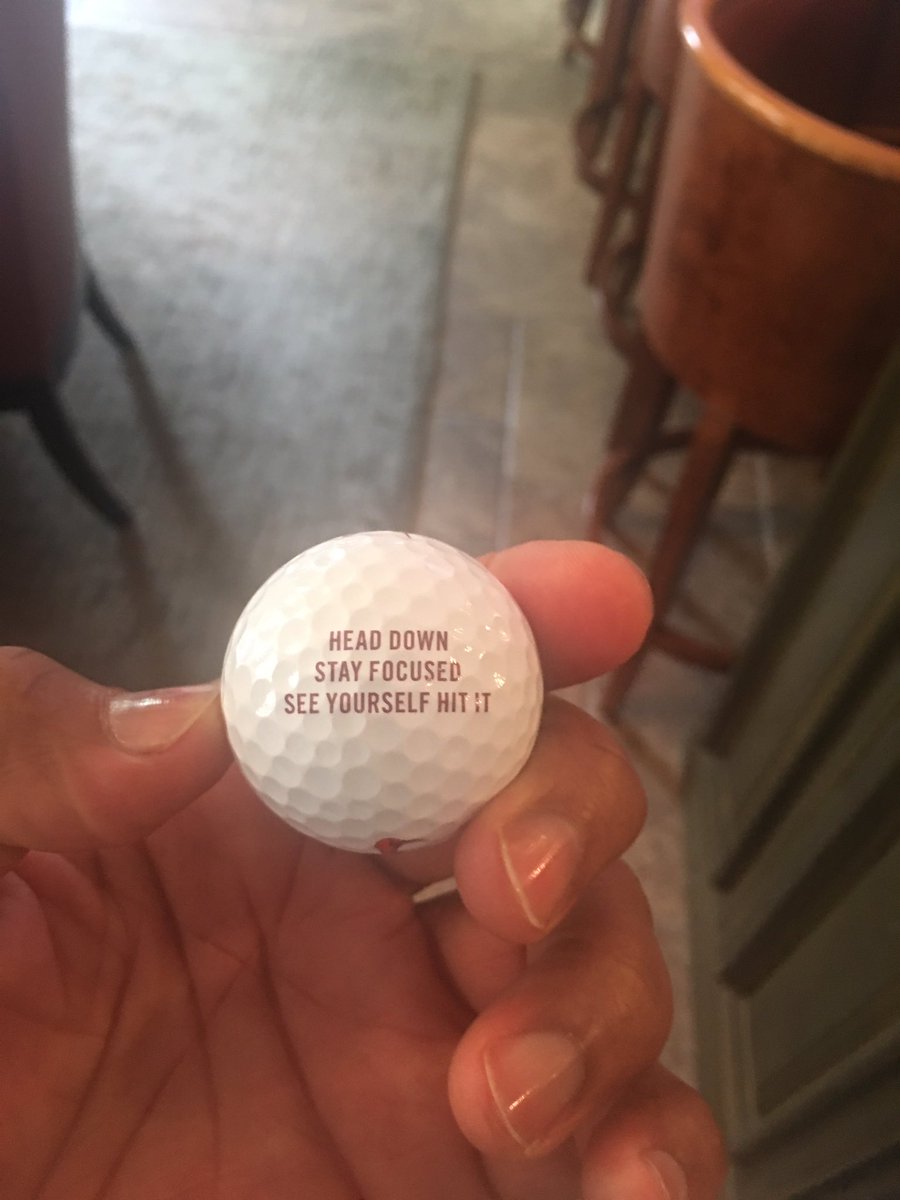 HEAD DOWN
STAY FOCUSED
SEE YOURSELF HIT IT